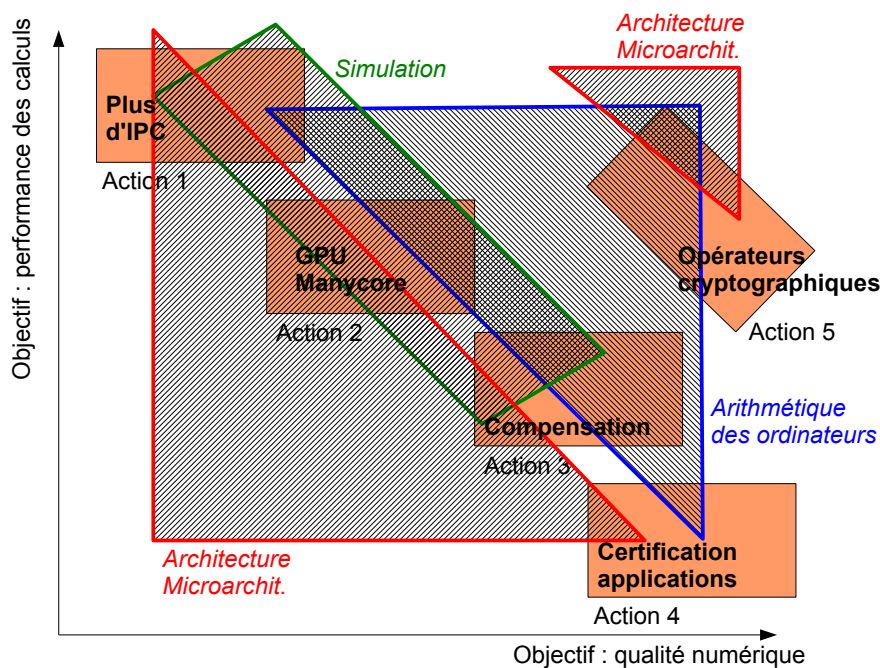 Architecture
Microarchit.
Simulation
Plus
d'IPC
Action 1
GPU
Manycore
Action 2
Opérateurs
cryptographiques
Action 5
Arithmétique
des ordinateurs
Compensation
Action 3
Architecture
Microarchit.
Certification
applications
Action 4
Objectif : performance des calculs
Objectif : qualité numérique